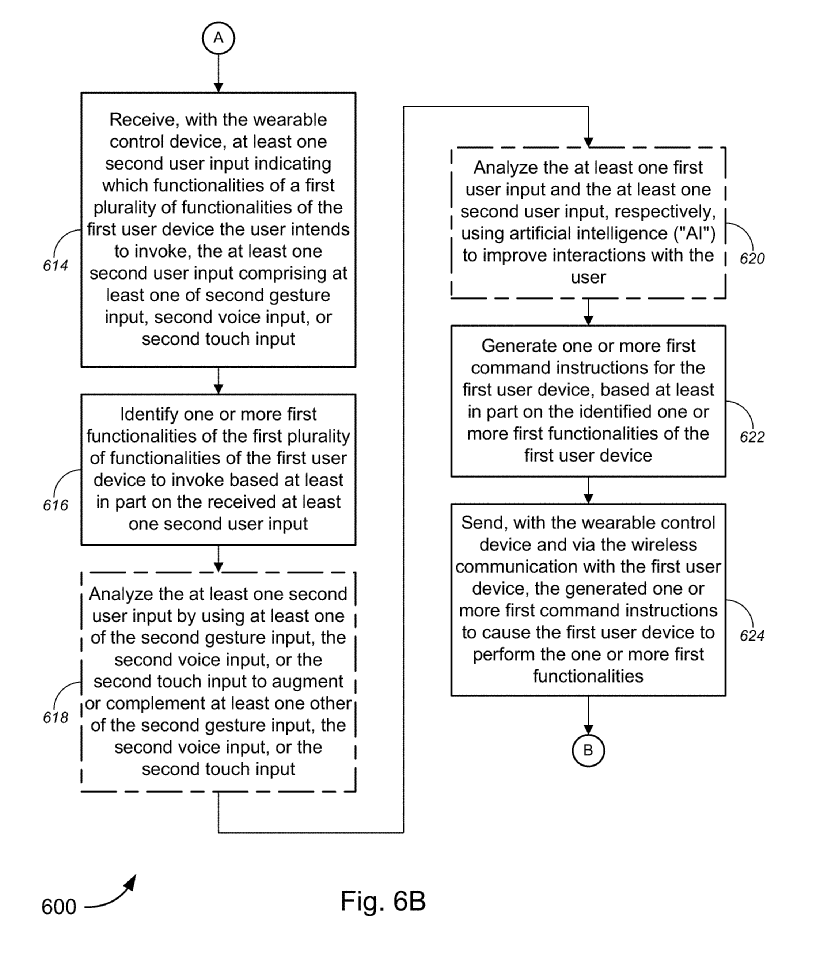 A
Receive, with the wearable
control device, at least one
second user input indicating
which functionalities of a first
plurality of functionalities of the
first user device the user intends
to invoke, the at least one
second user input comprising at
least one of second gesture
input, second voice input, or
second touch input
614
Identify one or more first
functionalities of the first plurality
of functionalities of the first user
device to invoke based at least
in part on the received at least
one second user input
616
Analyze the at least one second
user input by using at least one
of the second gesture input, the
second voice input, or the
second touch input to augment
or complement at least one other
of the second gesture input, the
second voice input, or the
second touch input
618
Analyze the at least one first
user input and the at least one
second user input, respectively,
using artificial intelligence ("AI")
to improve interactions with the
user
620
Generate one or more first
command instructions for the
first user device, based at least
in part on the identified one or
more first functionalities of the
first user device
622
Send, with the wearable control
device and via the wireless
communication with the first user
device, the generated one or
more first command instructions
to cause the first user device to
perform the one or more first
functionalities
624
B
600
Fig. 6B